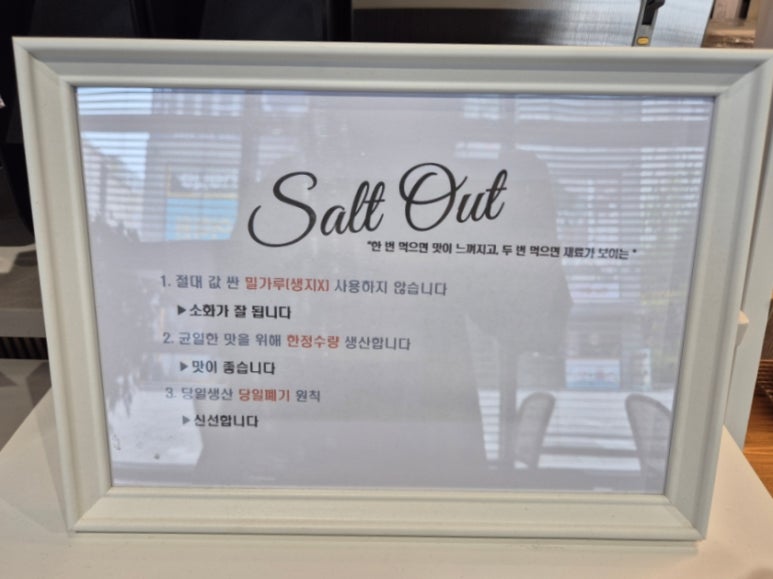 Salt Out
"한 번 먹으면 맛이 느껴지고, 두 번 먹으면 재료가 보이는 "
1. 절대 값 싼 밀가루(생지X) 사용하지 않습니다
▶소화가 잘 됩니다
2. 균일한 맛을 위해 한정수량 생산합니다
▶맛이 좋습니다
3. 당일생산 당일폐기 원칙
▶신선합니다